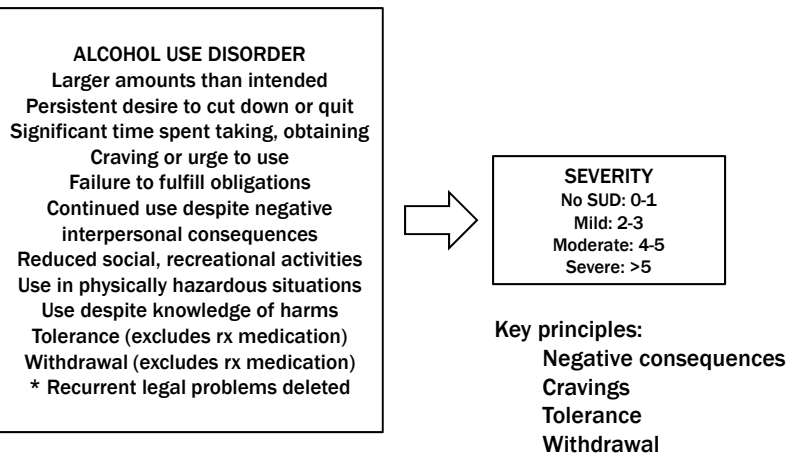 ALCOHOL USE DISORDER
Larger amounts than intended
Persistent desire to cut down or quit
Significant time spent taking, obtaining
Craving or urge to use
Failure to fulfill obligations
Continued use despite negative
interpersonal consequences
Reduced social, recreational activities
Use in physically hazardous situations
Use despite knowledge of harms
Tolerance (excludes rx medication)
Withdrawal (excludes rx medication)
* Recurrent legal problems deleted
SEVERITY
No SUD: 0-1
Mild: 2-3
Moderate: 4-5
Severe: >5
Key principles:
Negative consequences
Cravings
Tolerance
Withdrawal